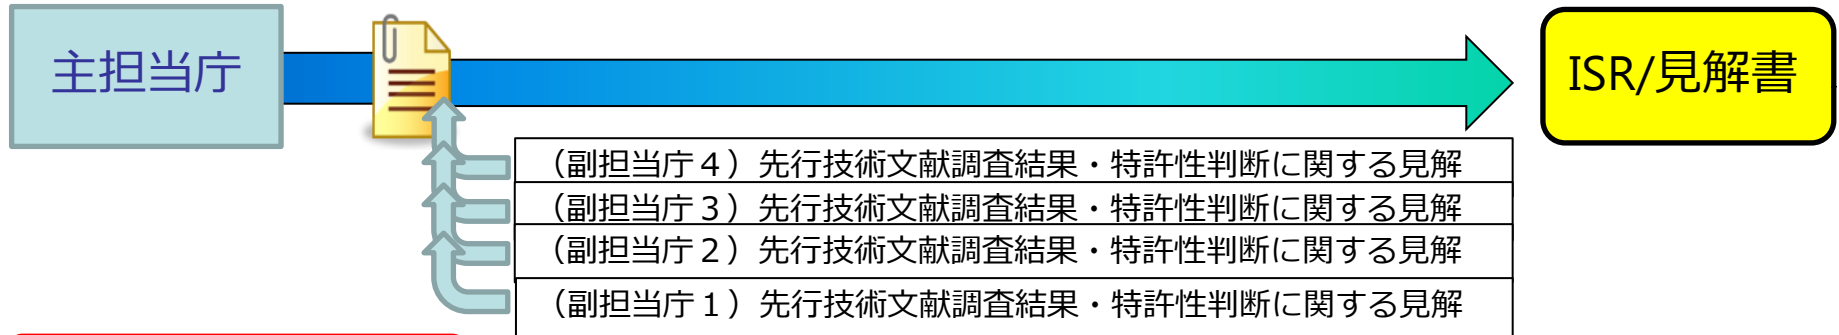 主担当庁
ISR/見解書
（副担当庁４）先行技術文献調査結果・特許性判断に関する見解
（副担当庁３）先行技術文献調査結果・特許性判断に関する見解
（副担当庁２）先行技術文献調査結果・特許性判断に関する見解
（副担当庁１）先行技術文献調査結果・特許性判断に関する見解